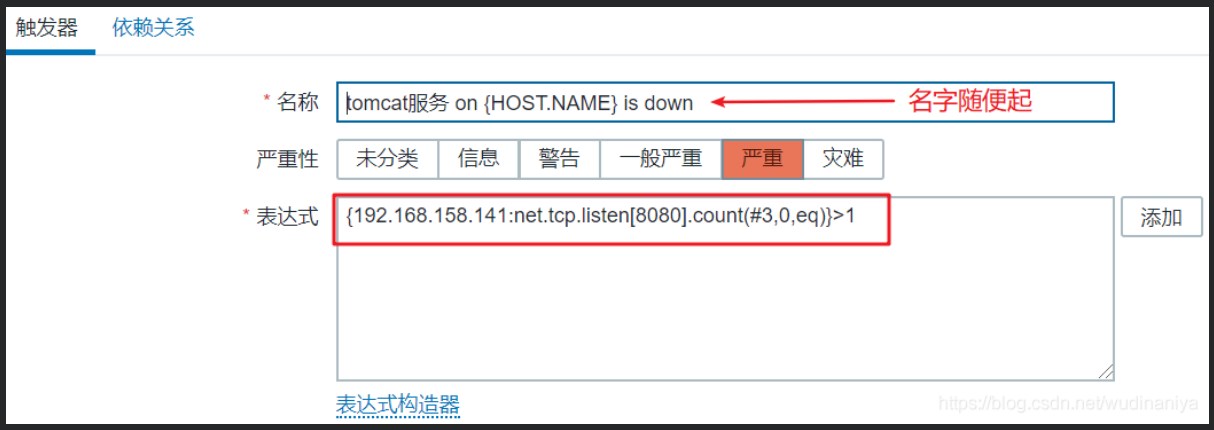 触发器 依赖关系
* 名称 tomcat服务 on {HOST.NAME} is down 名字随便起
严重性 未分类 信息 警告 一般严重 严重 灾难
* 表达式 {192.168.158.141:net.tcp.listen[8080].count(#3,0,eq)}>1 添加
表达式构造器
https://blog.csdn.net/wudinaniya